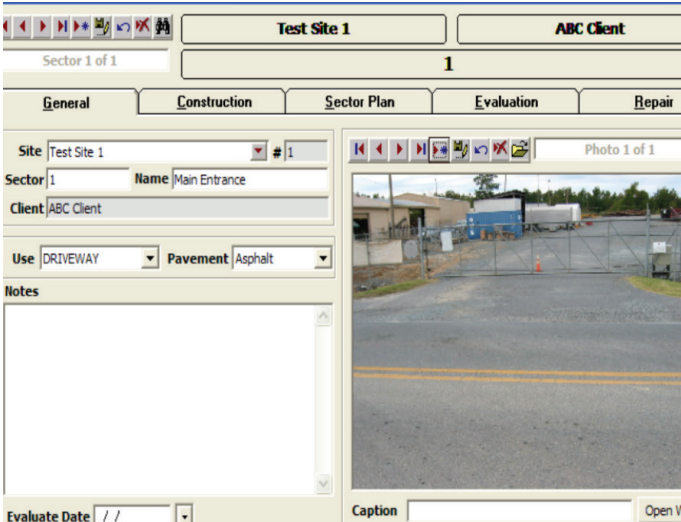 Test Site 1
ABC Client
Sector 1 of 1
1
General
Construction
Sector Plan
Evaluation
Repair
Site Test Site 1 # 1
Sector 1 Name Main Entrance
Client ABC Client
Use DRIVEWAY Pavement Asphalt
Notes
Evaluate Date / /
Photo 1 of 1
Caption
Open